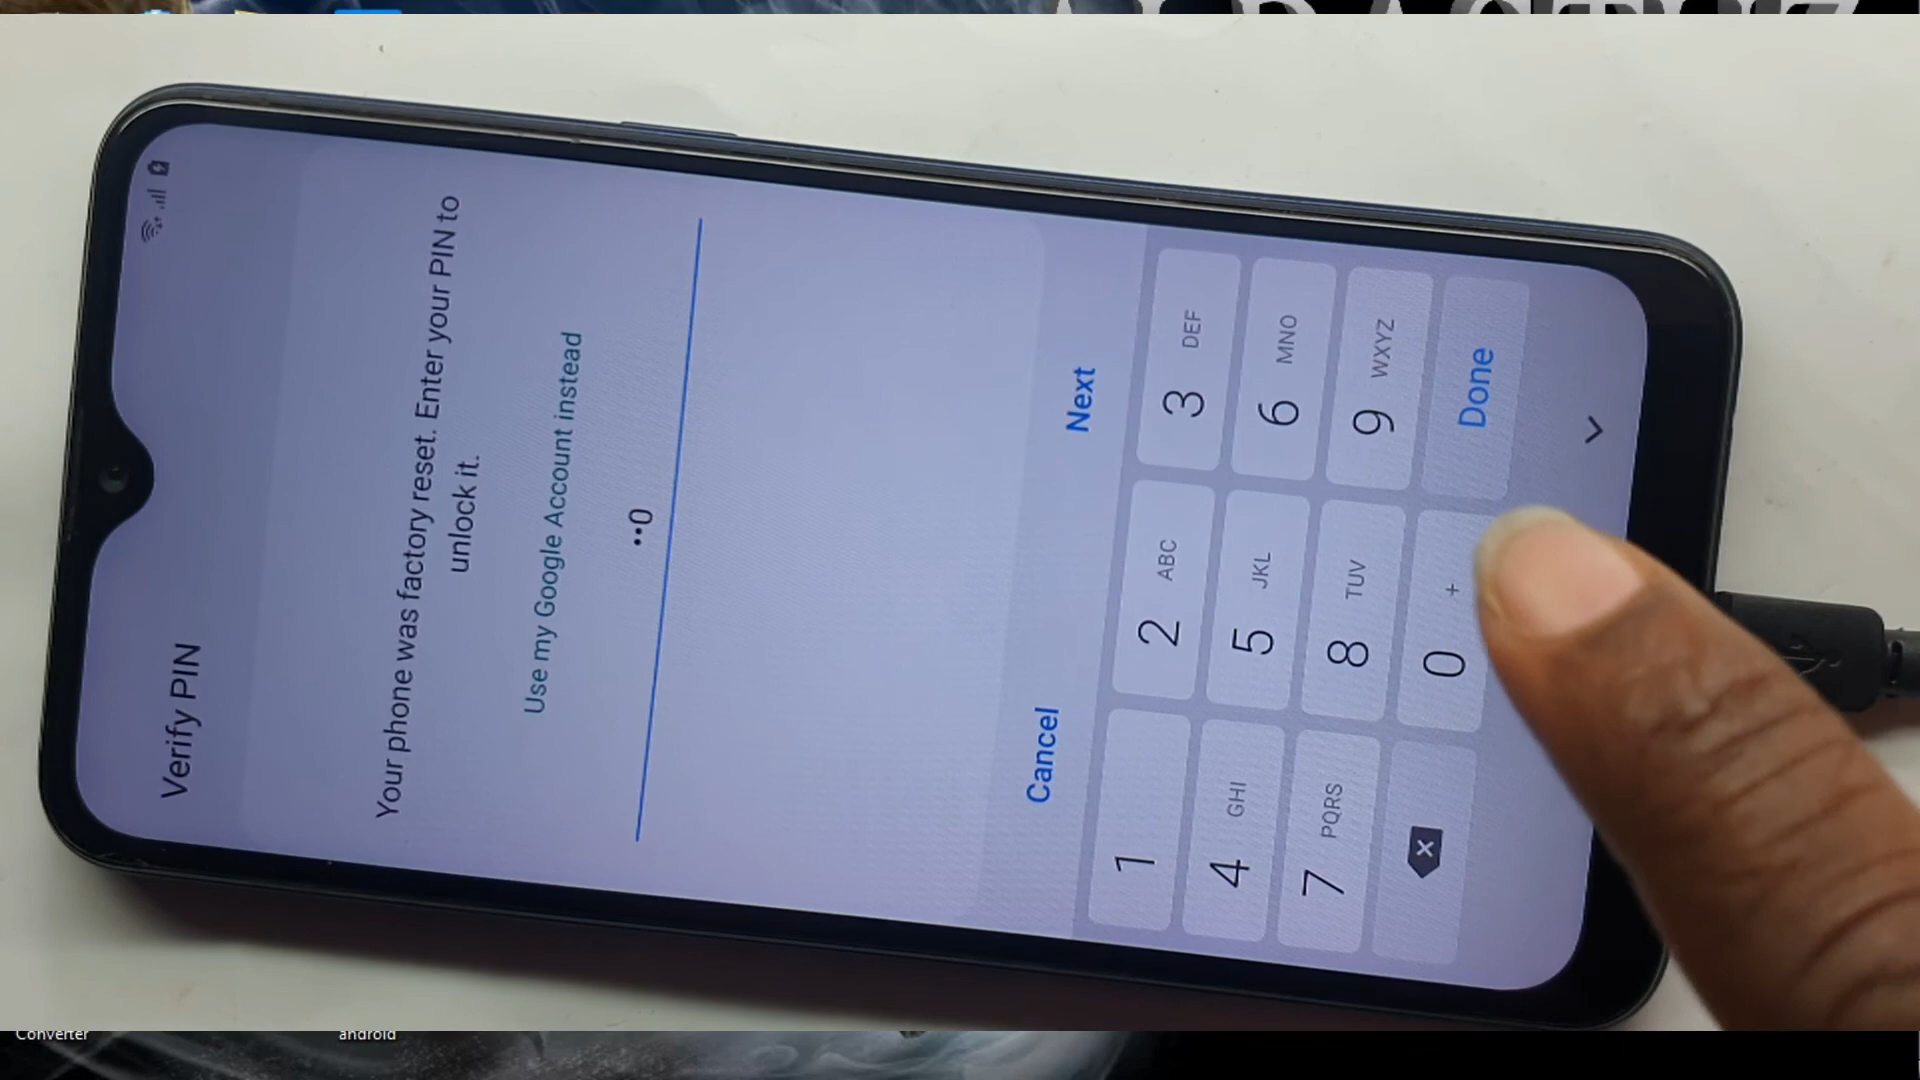 Verify PIN
Your phone was factory reset. Enter your PIN to
unlock it.
Use my Google Account instead
••0
Cancel
Next
1
2 ABC
3 DEF
4 GHI
5 JKL
6 MNO
7 PQRS
8 TUV
9 WXYZ
0 +
Done
Converter
android